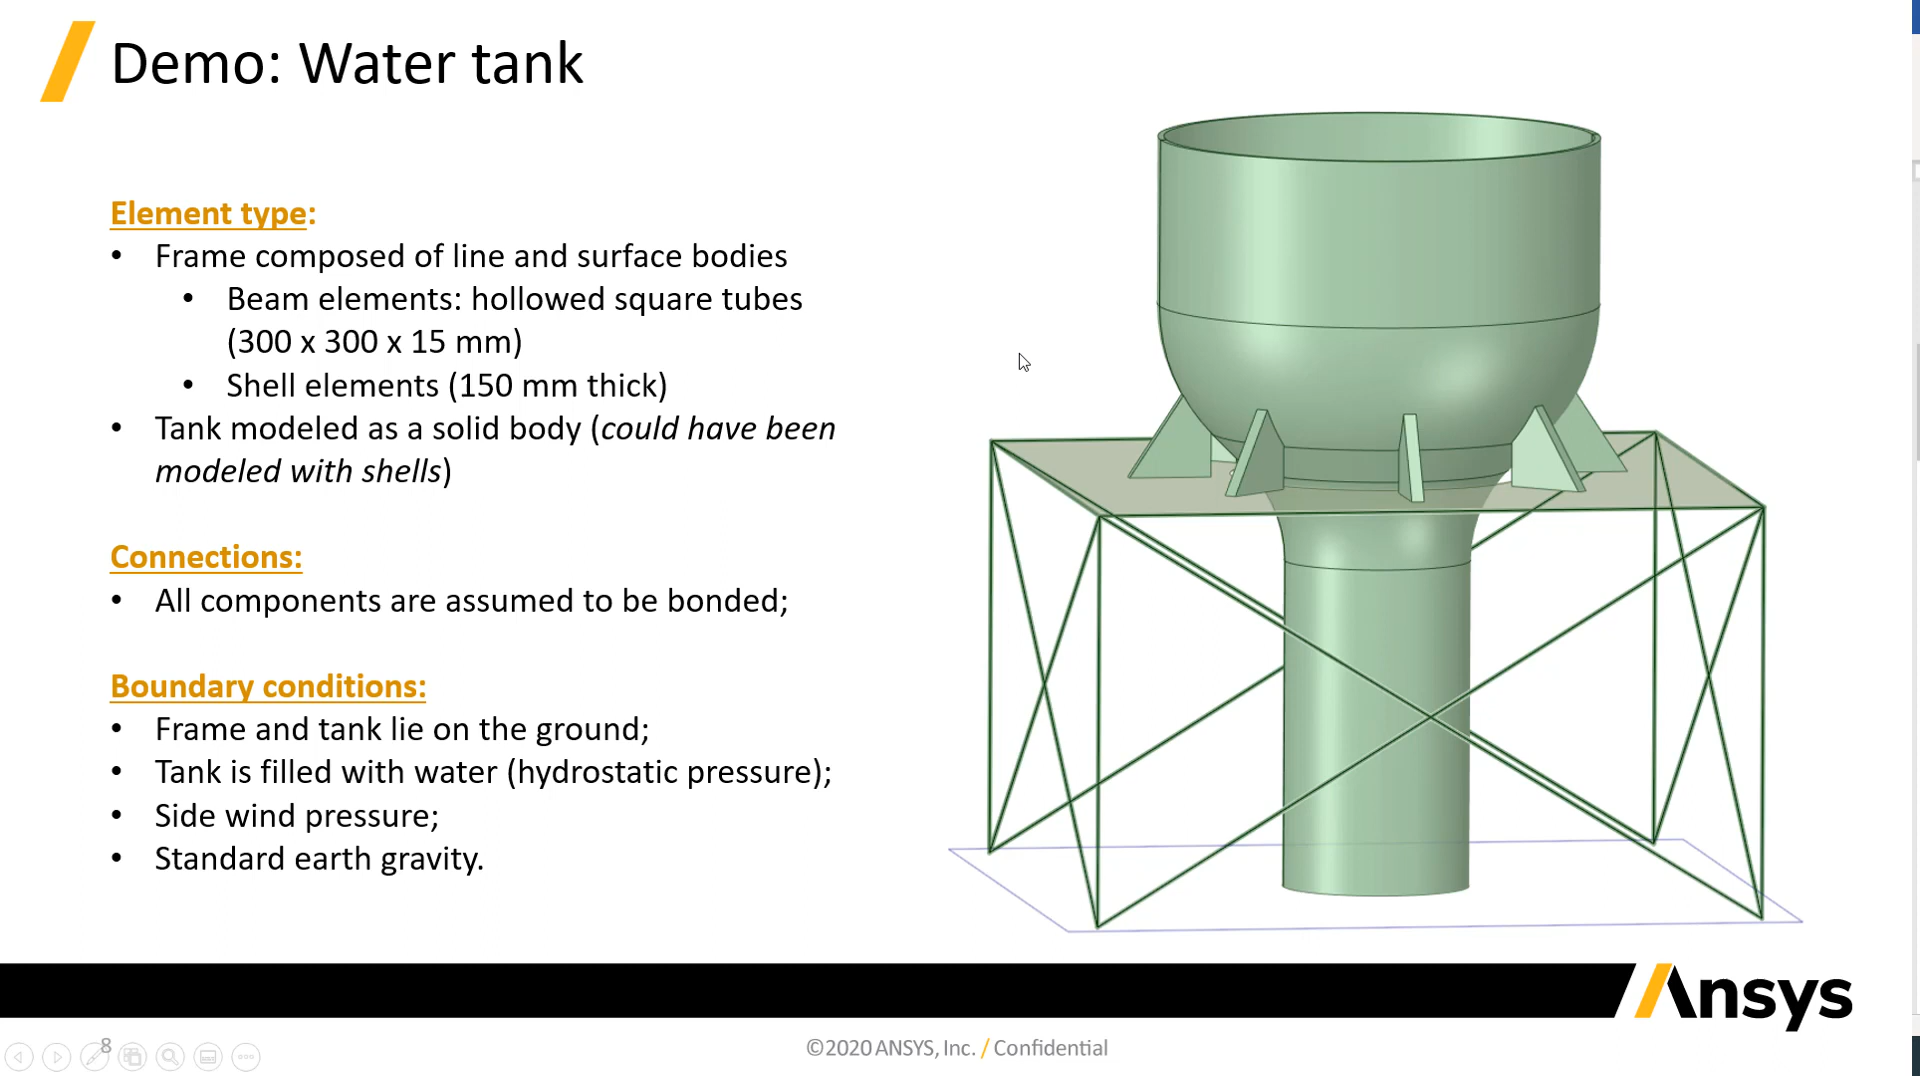 Demo: Water tank
Element type:
• Frame composed of line and surface bodies
• Beam elements: hollowed square tubes
(300 x 300 x 15 mm)
• Shell elements (150 mm thick)
• Tank modeled as a solid body (could have been
modeled with shells)
Connections:
• All components are assumed to be bonded;
Boundary conditions:
• Frame and tank lie on the ground;
• Tank is filled with water (hydrostatic pressure);
• Side wind pressure;
• Standard earth gravity.
Ansys
8
©2020 ANSYS, Inc. / Confidential